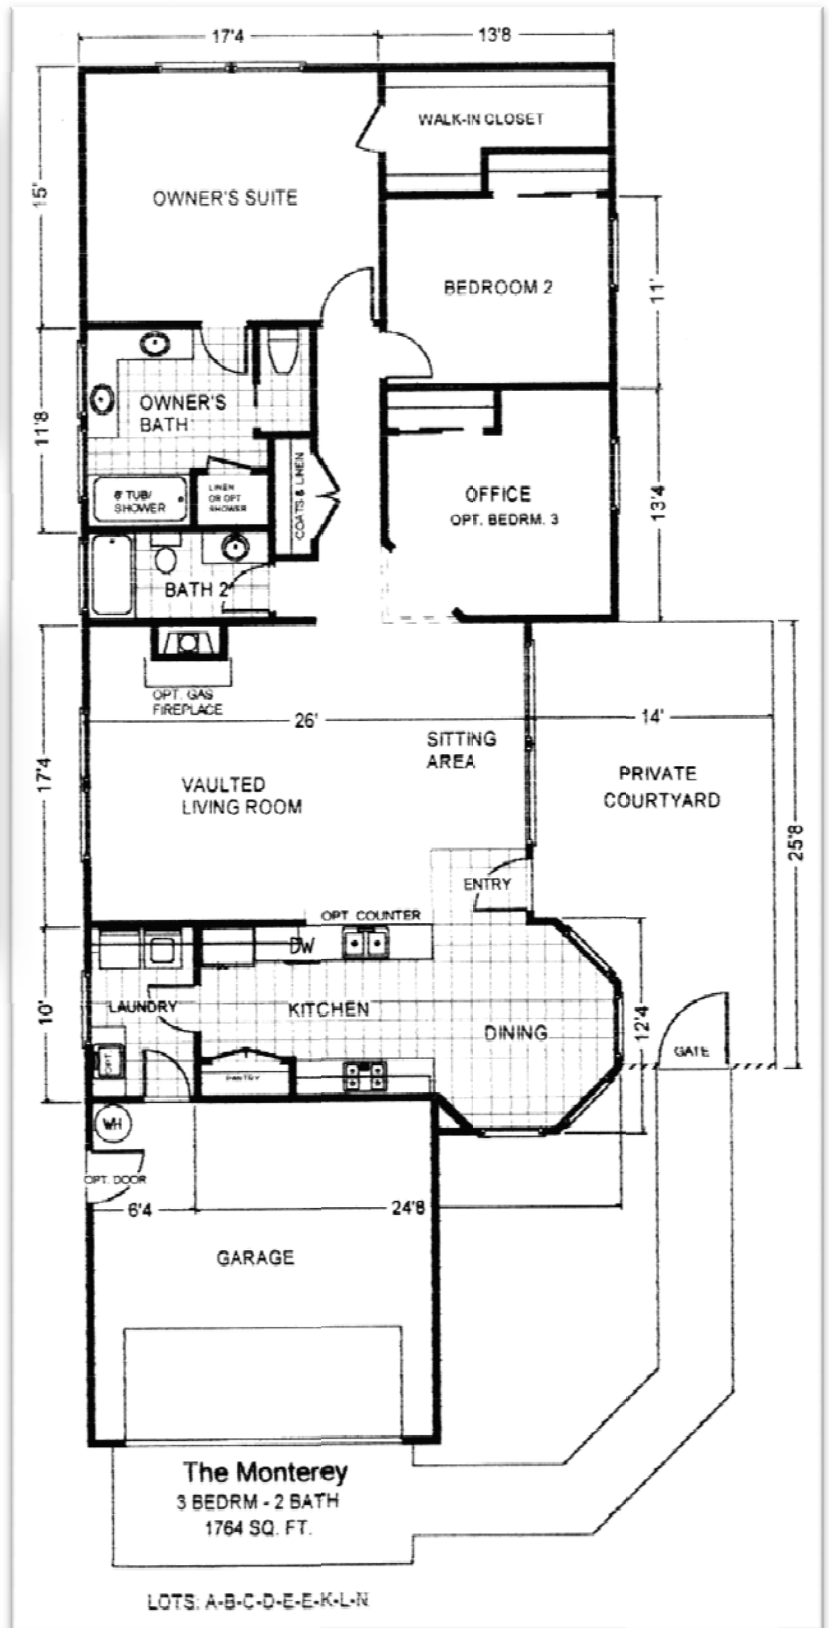 17'4
13'8
WALK-IN CLOSET
OWNER'S SUITE
15'
BEDROOM 2
11'
OWNER'S
BATH
11'8
6' TUB/
SHOWER
LINEN
OR OPT
SHOWER
COATS & LINEN
OFFICE
OPT. BEDRM. 3
13'4
BATH 2
OPT. GAS
FIREPLACE
26'
14'
SITTING
AREA
PRIVATE
COURTYARD
VAULTED
LIVING ROOM
17'4
25'8
ENTRY
OPT. COUNTER
DW
LAUNDRY
KITCHEN
DINING
10'
12'4
GATE
OPT.
PANTRY
WH
OPT. DOOR
6'4
24'8
GARAGE
The Monterey
3 BEDRM - 2 BATH
1764 SQ. FT.
LOTS: A-B-C-D-E-E-K-L-N